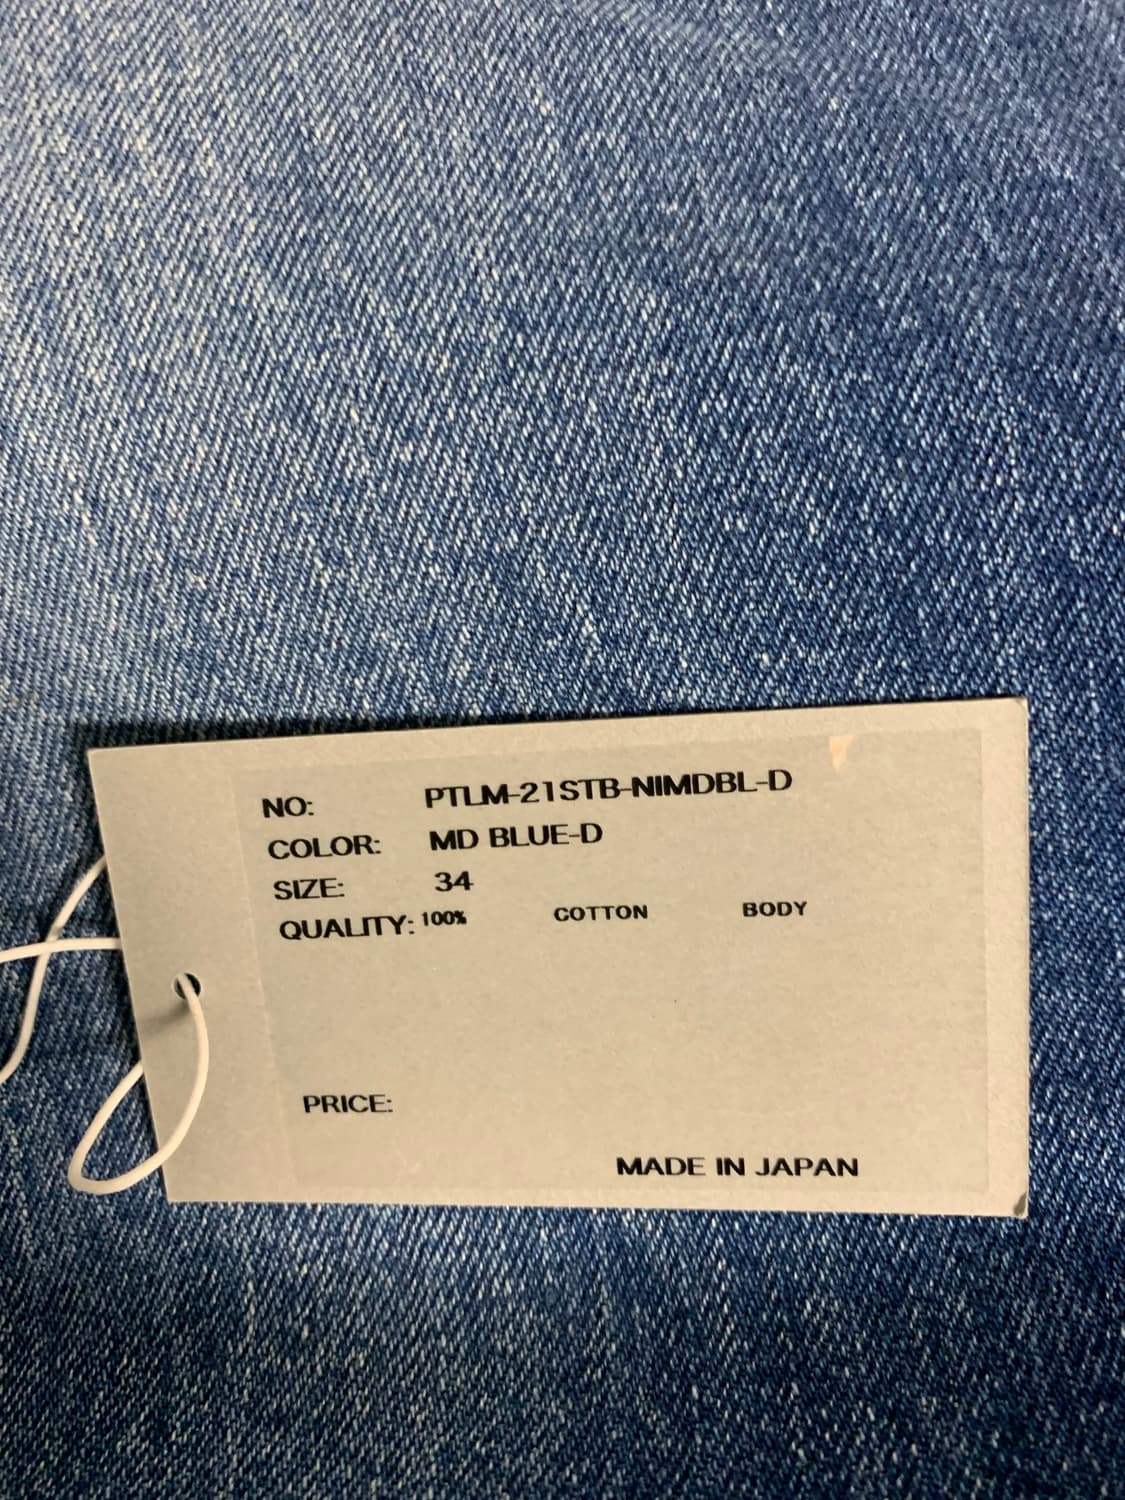 NO: PTLM-21STB-NIMDBL-D
COLOR: MD BLUE-D
SIZE: 34
QUALITY: 100% COTTON BODY
PRICE:
MADE IN JAPAN